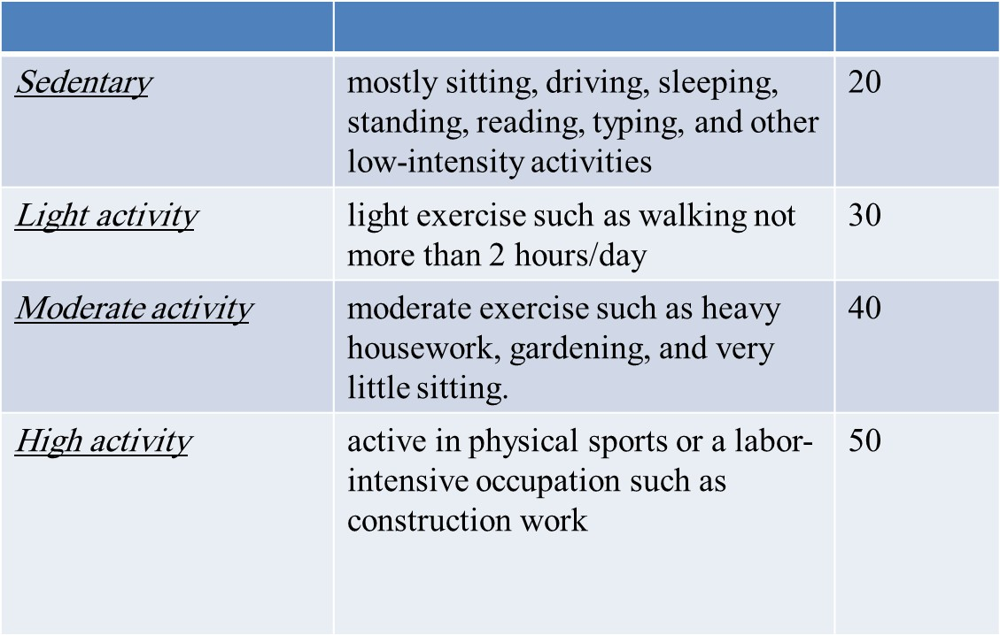 Sedentary
mostly sitting, driving, sleeping,
standing, reading, typing, and other
low-intensity activities
20
Light activity
light exercise such as walking not
more than 2 hours/day
30
Moderate activity
moderate exercise such as heavy
housework, gardening, and very
little sitting.
40
High activity
active in physical sports or a labor-
intensive occupation such as
construction work
50